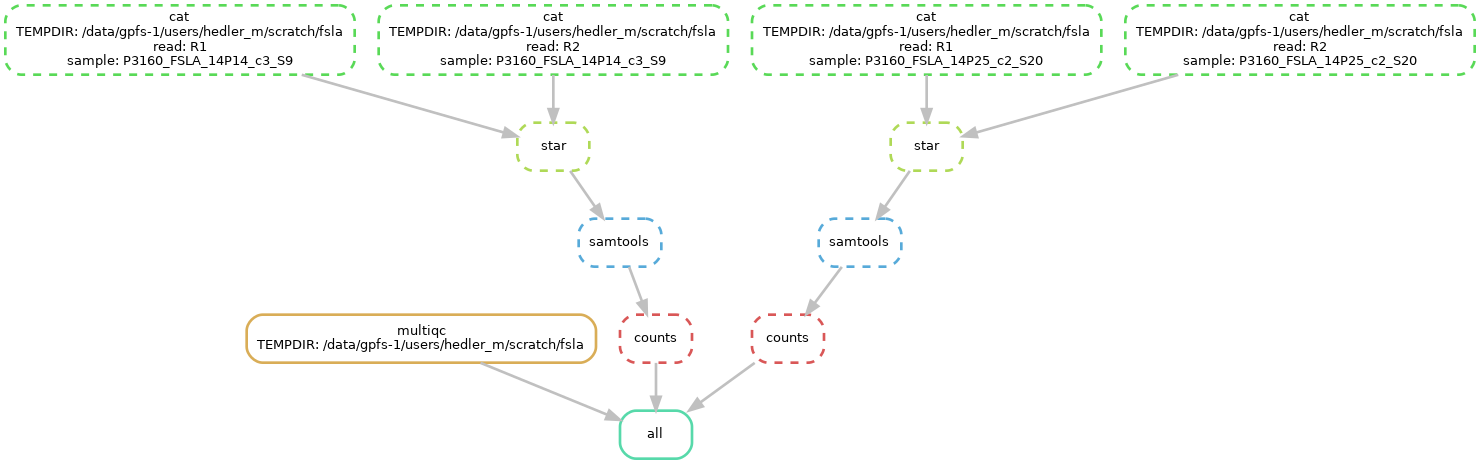 cat
TEMPDIR: /data/gpfs-1/users/hedler_m/scratch/fsla
read: R1
sample: P3160_FSLA_14P14_c3_S9
cat
TEMPDIR: /data/gpfs-1/users/hedler_m/scratch/fsla
read: R2
sample: P3160_FSLA_14P14_c3_S9
cat
TEMPDIR: /data/gpfs-1/users/hedler_m/scratch/fsla
read: R1
sample: P3160_FSLA_14P25_c2_S20
cat
TEMPDIR: /data/gpfs-1/users/hedler_m/scratch/fsla
read: R2
sample: P3160_FSLA_14P25_c2_S20
star
star
samtools
samtools
multiqc
TEMPDIR: /data/gpfs-1/users/hedler_m/scratch/fsla
counts
counts
all